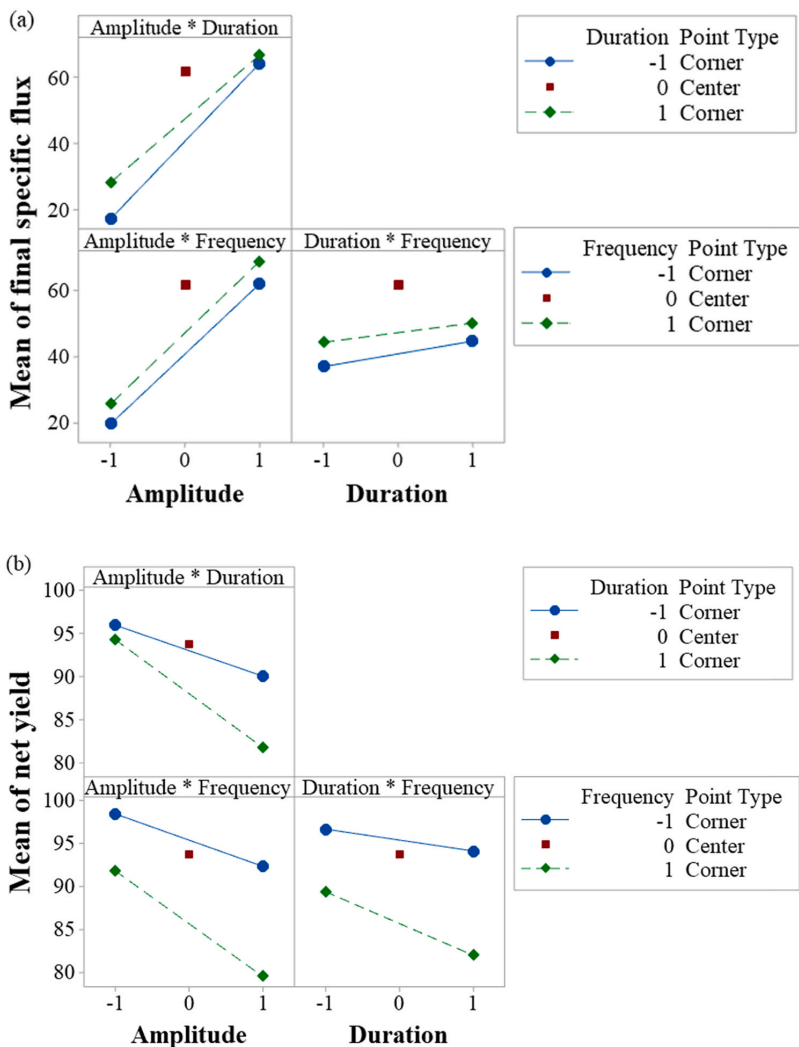 (a)
Amplitude * Duration
60
40
20
Duration Point Type
-1 Corner
0 Center
1 Corner
Mean of final specific flux
Amplitude * Frequency
Duration * Frequency
60
40
20
-1 0 1
-1 0 1
Amplitude
Duration
Frequency Point Type
-1 Corner
0 Center
1 Corner
(b)
Amplitude * Duration
100
95
90
85
80
Duration Point Type
-1 Corner
0 Center
1 Corner
Mean of net yield
Amplitude * Frequency
Duration * Frequency
100
95
90
85
80
-1 0 1
-1 0 1
Amplitude
Duration
Frequency Point Type
-1 Corner
0 Center
1 Corner